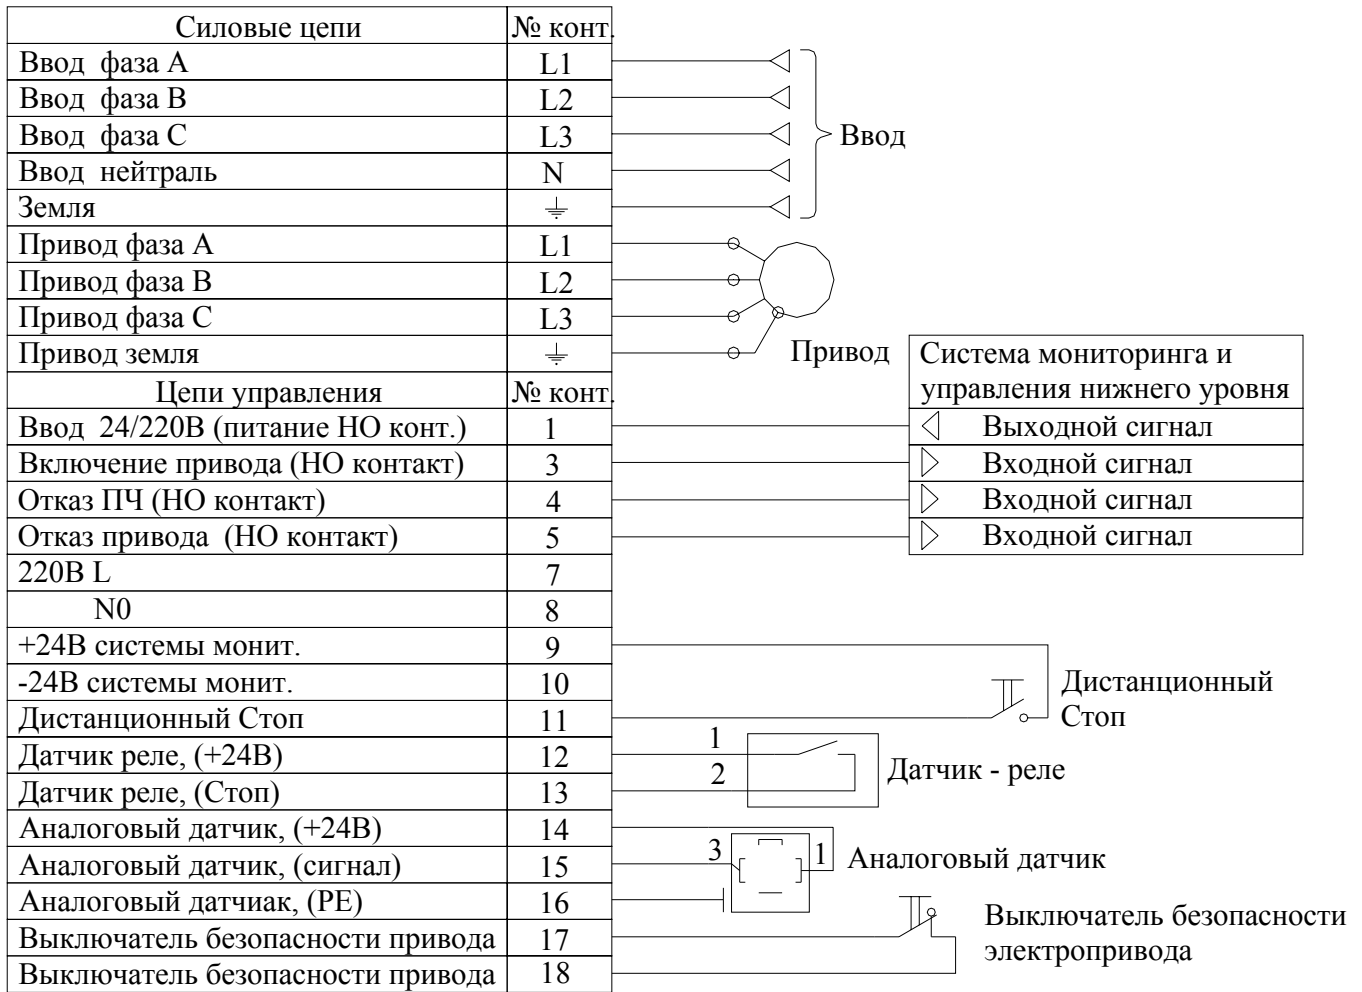 Силовые цепи № конт.
Ввод фаза А L1
Ввод фаза В L2
Ввод фаза С L3
Ввод нейтраль N
Земля
Ввод
Привод фаза А L1
Привод фаза В L2
Привод фаза С L3
Привод земля
Привод
Цепи управления № конт.
Система мониторинга и
управления нижнего уровня
Ввод 24/220В (питание НО конт.) 1 Выходной сигнал
Включение привода (НО контакт) 3 Входной сигнал
Отказ ПЧ (НО контакт) 4 Входной сигнал
Отказ привода (НО контакт) 5 Входной сигнал
220В L 7
N0 8
+24В системы монит. 9
-24В системы монит. 10
Дистанционный Стоп 11
Дистанционный
Стоп
Датчик реле, (+24В) 12 1
Датчик реле, (Стоп) 13 2
Датчик - реле
Аналоговый датчик, (+24В) 14
Аналоговый датчик, (сигнал) 15 3 1 Аналоговый датчик
Аналоговый датчиак, (РЕ) 16
Выключатель безопасности привода 17
Выключатель безопасности привода 18
Выключатель безопасности
электропривода